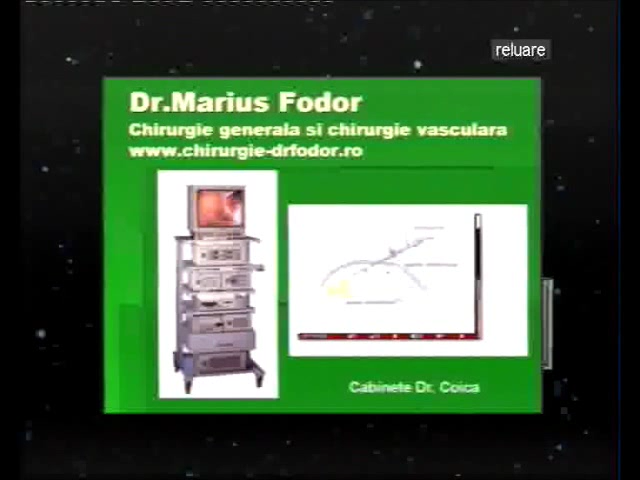 reluare
Dr.Marius Fodor
Chirurgie generala si chirurgie vasculara
www.chirurgie-drfodor.ro
Cabinete Dr. Coica